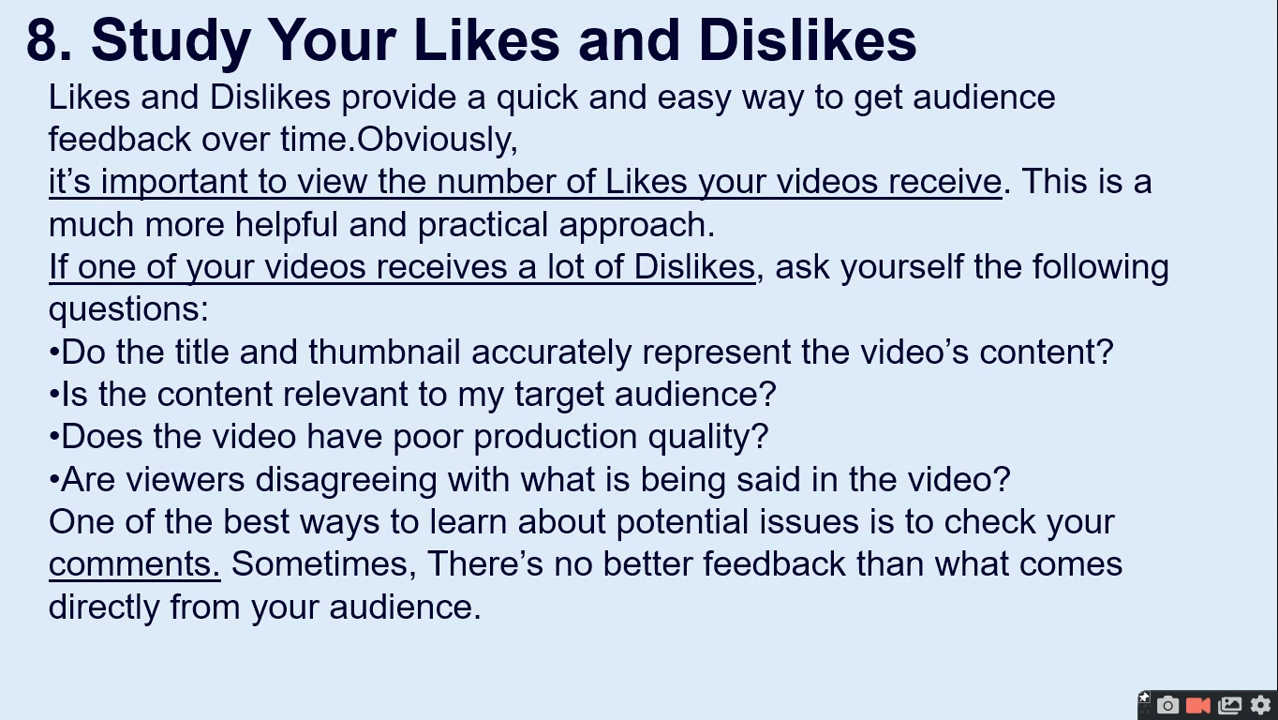 8. Study Your Likes and Dislikes
Likes and Dislikes provide a quick and easy way to get audience
feedback over time.Obviously,
it’s important to view the number of Likes your videos receive. This is a
much more helpful and practical approach.
If one of your videos receives a lot of Dislikes, ask yourself the following
questions:
•Do the title and thumbnail accurately represent the video’s content?
•Is the content relevant to my target audience?
•Does the video have poor production quality?
•Are viewers disagreeing with what is being said in the video?
One of the best ways to learn about potential issues is to check your
comments. Sometimes, There’s no better feedback than what comes
directly from your audience.